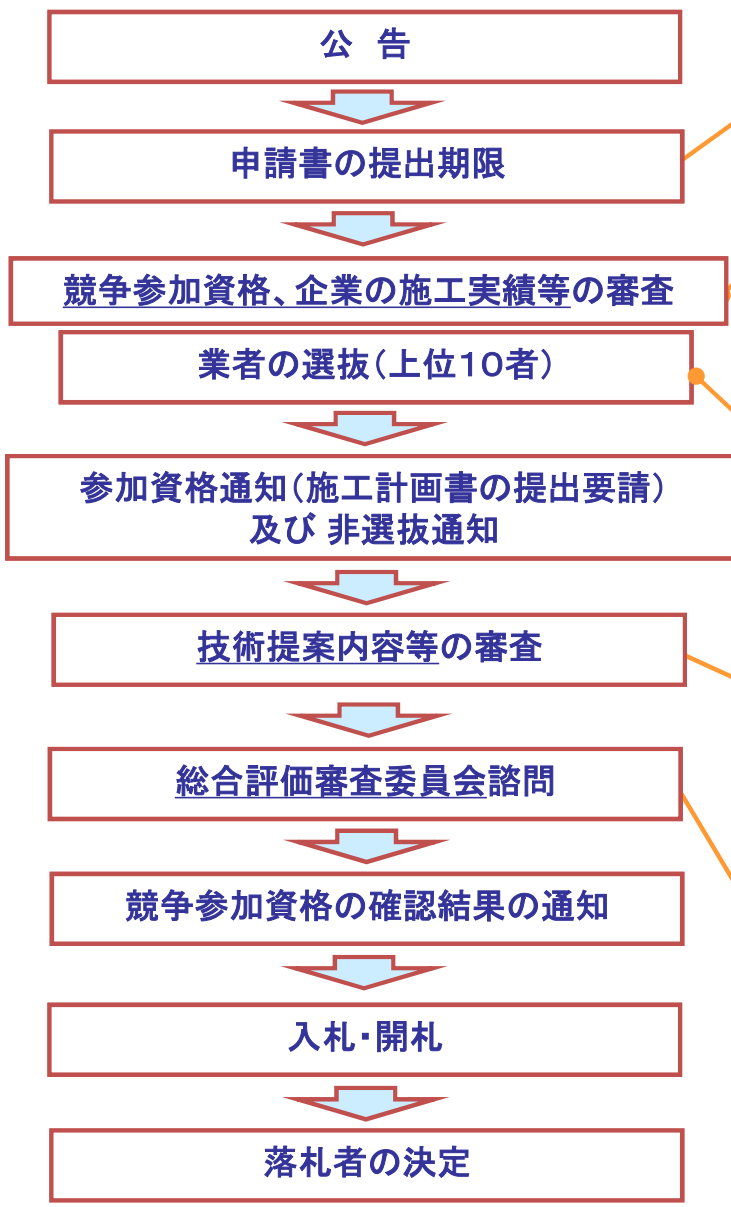 公　告
申請書の提出期限
競争参加資格、企業の施工実績等の審査
業者の選抜（上位１０者）
参加資格通知（施工計画書の提出要請）
及び 非選抜通知
技術提案内容等の審査
総合評価審査委員会諮問
競争参加資格の確認結果の通知
入札・開札
落札者の決定